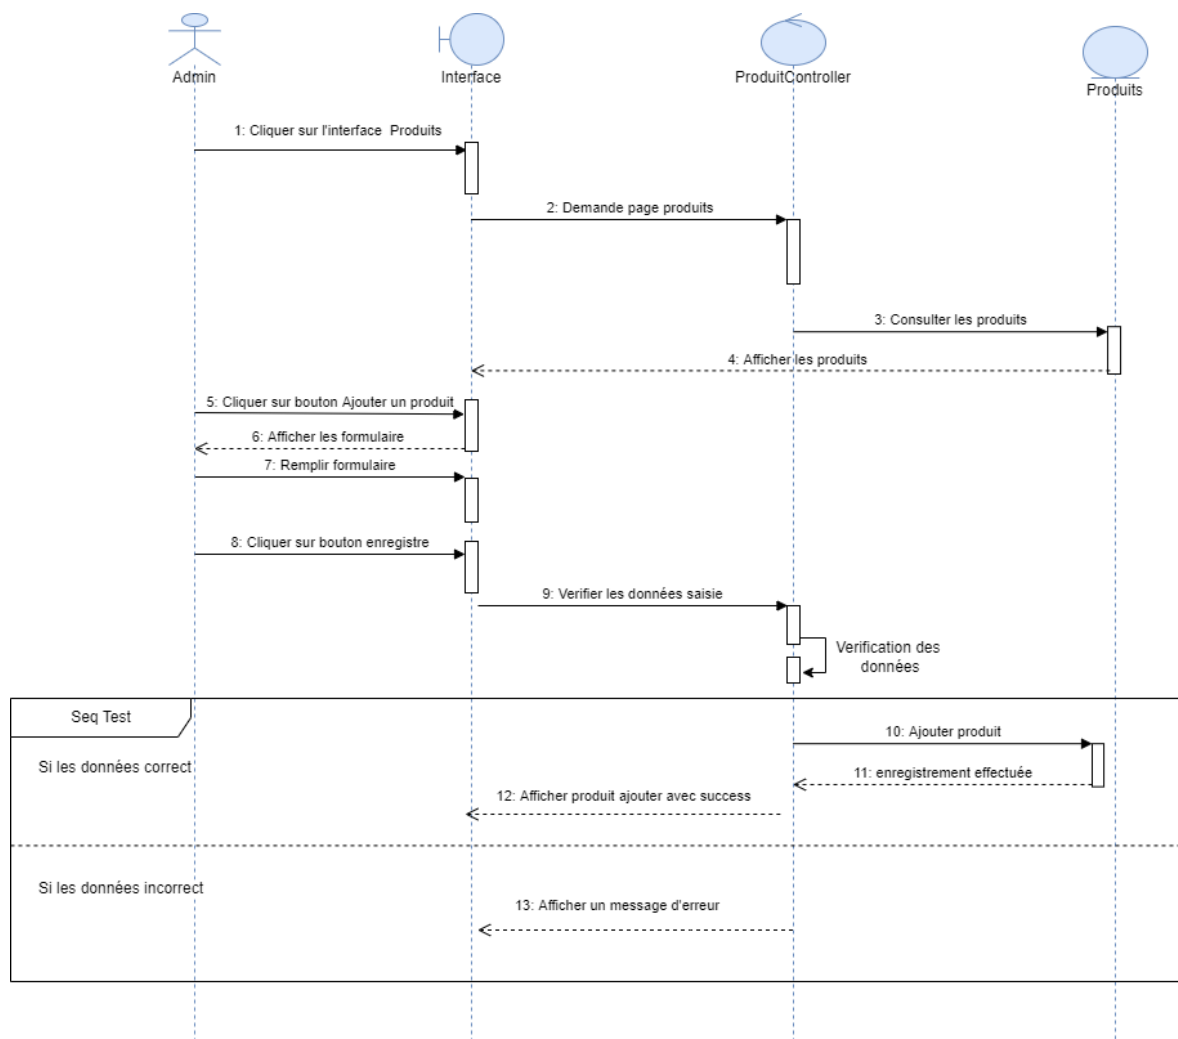 Admin
Interface
ProduitController
Produits
1: Cliquer sur l'interface Produits
2: Demande page produits
3: Consulter les produits
4: Afficher les produits
5: Cliquer sur bouton Ajouter un produit
6: Afficher les formulaire
7: Remplir formulaire
8: Cliquer sur bouton enregistre
9: Verifier les données saisie
Verification des
données
Seq Test
10: Ajouter produit
Si les données correct
11: enregistrement effectuée
12: Afficher produit ajouter avec success
Si les données incorrect
13: Afficher un message d'erreur